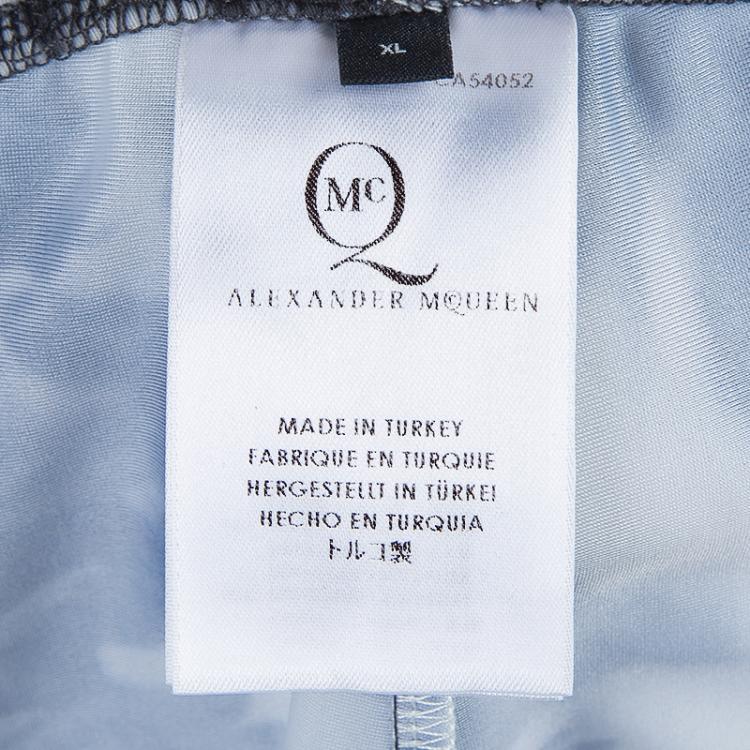 XL
CA54052
McQ
ALEXANDER MCQUEEN
MADE IN TURKEY
FABRIQUE EN TURQUIE
HERGESTELLT IN TÜRKEI
HECHO EN TURQUIA
トルコ製